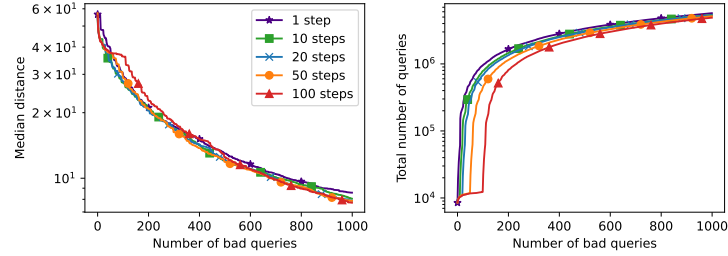 6 × 10¹
4 × 10¹
3 × 10¹
2 × 10¹
10¹
Median distance
0 200 400 600 800 1000
Number of bad queries
1 step
10 steps
20 steps
50 steps
100 steps
10⁶
10⁵
10⁴
Total number of queries
0 200 400 600 800 1000
Number of bad queries